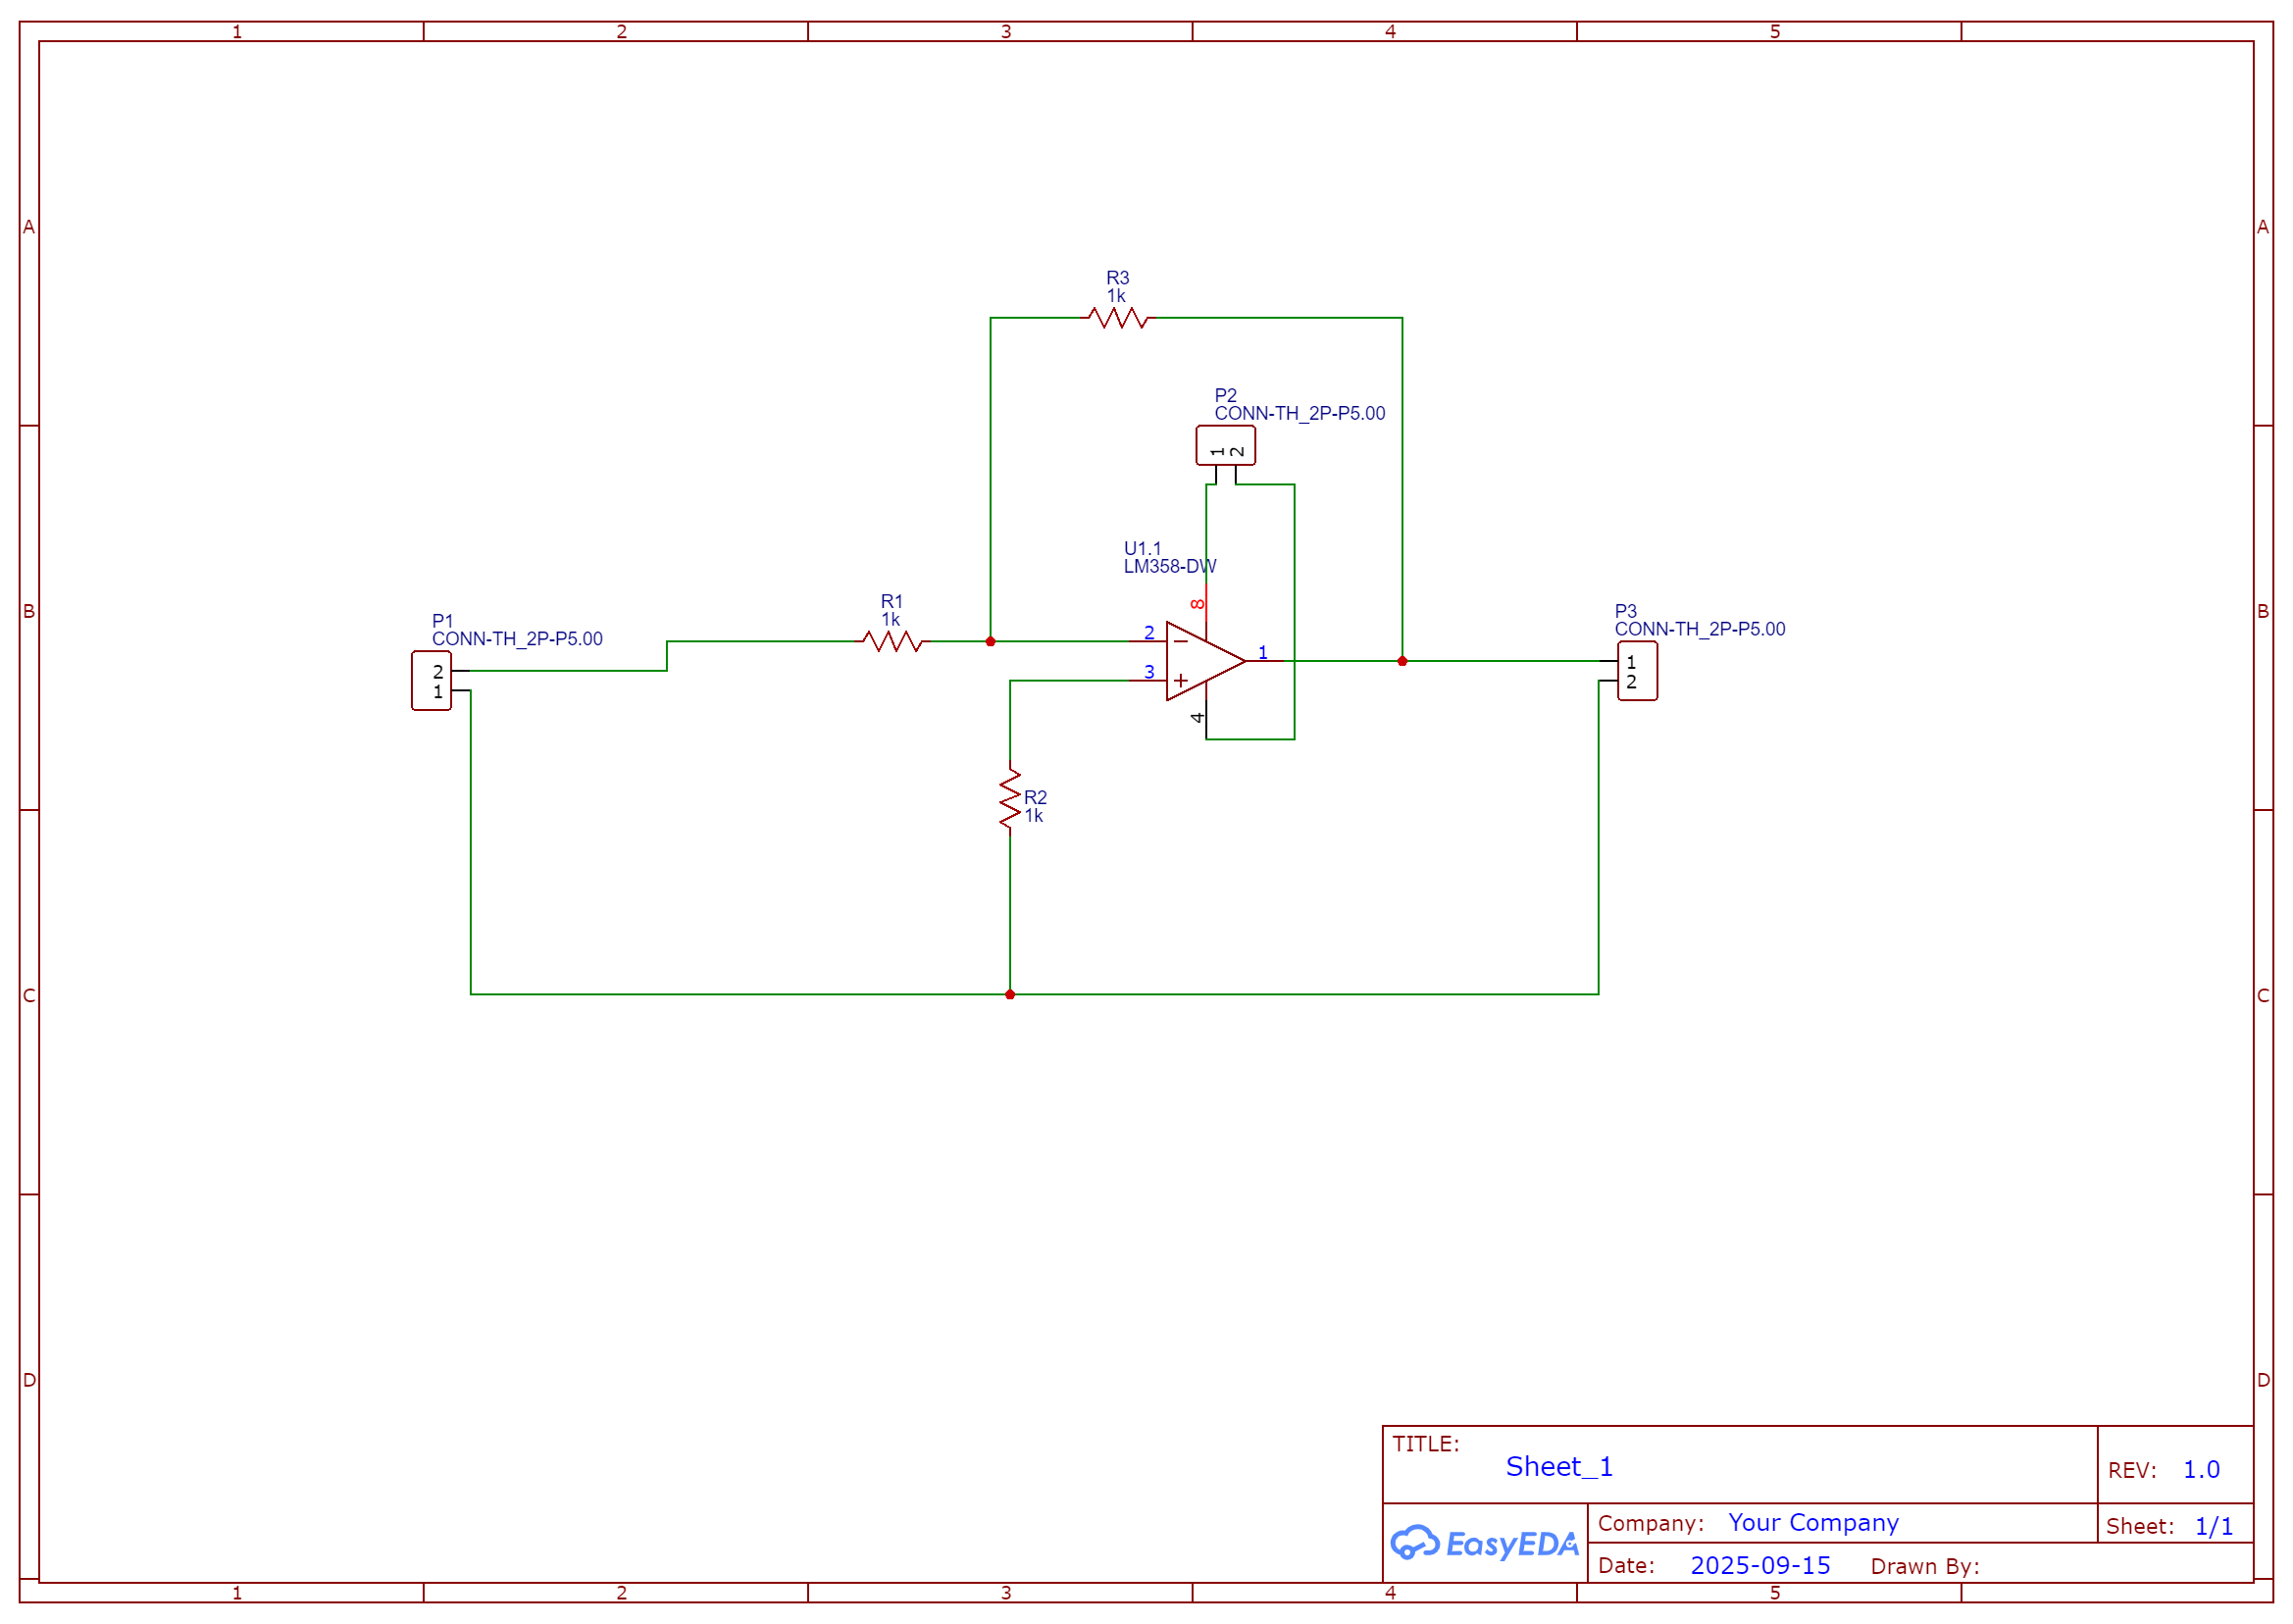 1 2 3 4 5
A A
R3
1k
P2
CONN-TH_2P-P5.00
1 2
U1.1
LM358-DW
8
B B
R1
1k
P1
CONN-TH_2P-P5.00
P3
CONN-TH_2P-P5.00
2 − 1 1
2
3 + 2
1
4
R2
1k
C C
D D
TITLE:
Sheet_1
REV: 1.0
EasyEDA
Company: Your Company
Sheet: 1/1
Date: 2025-09-15 Drawn By:
1 2 3 4 5